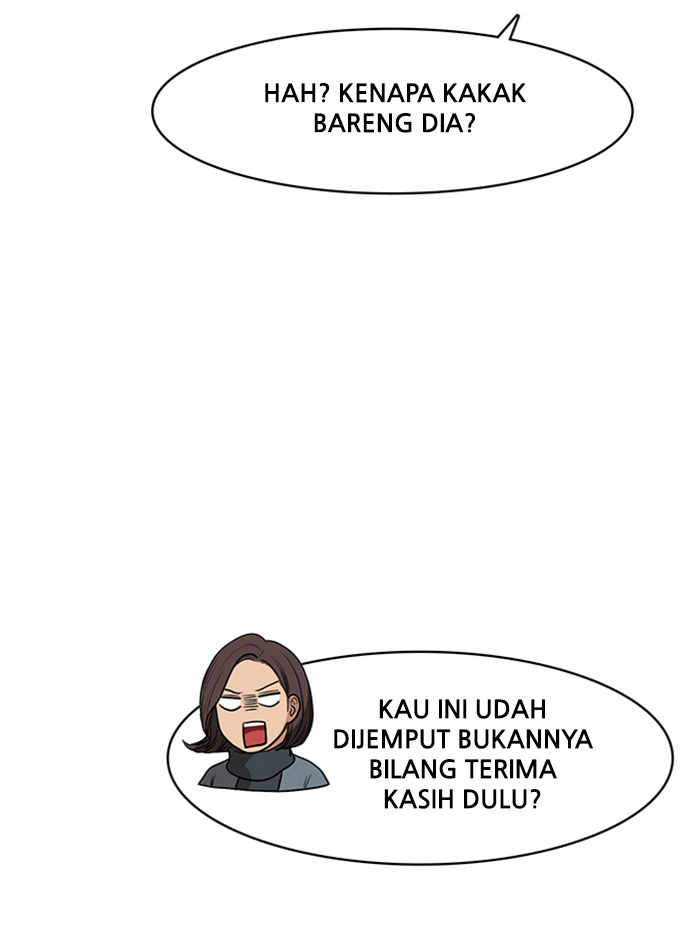 HAH? KENAPA KAKAK
BARENG DIA?
KAU INI UDAH
DIJEMPUT BUKANNYA
BILANG TERIMA
KASIH DULU?